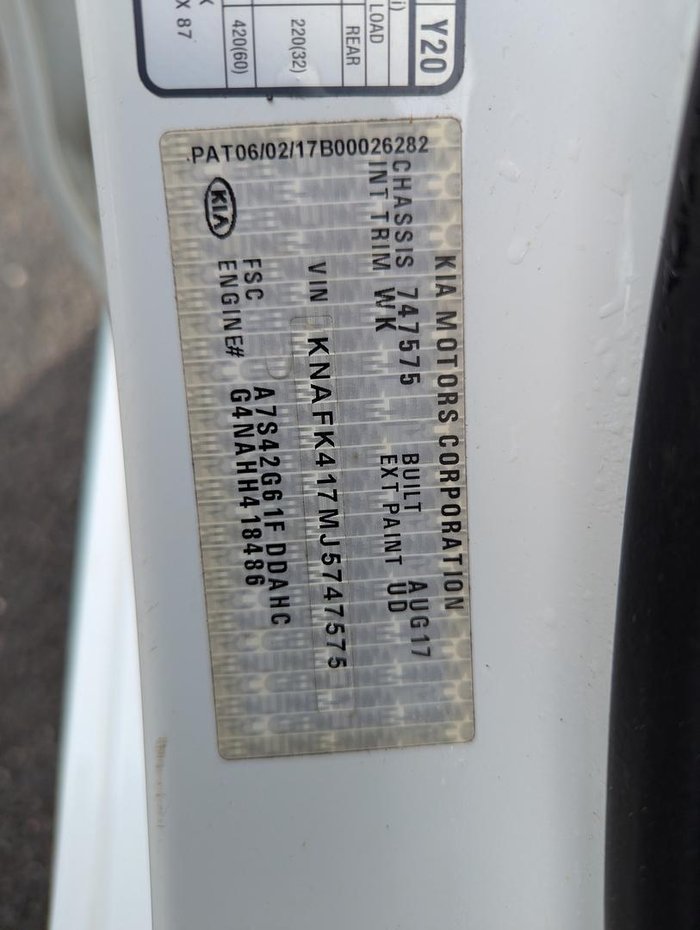 Y20
i)
LOAD
REAR
220(32)
420(60)
X 87
PAT06/02/17B00026282
KIA MOTORS CORPORATION
CHASSIS 747575 BUILT AUG17
INT TRIM WK EXT PAINT UD
VIN KNAFK417MJ5747575
KIA
FSC A7S42G61F DDAHC
ENGINE# G4NAHH418486